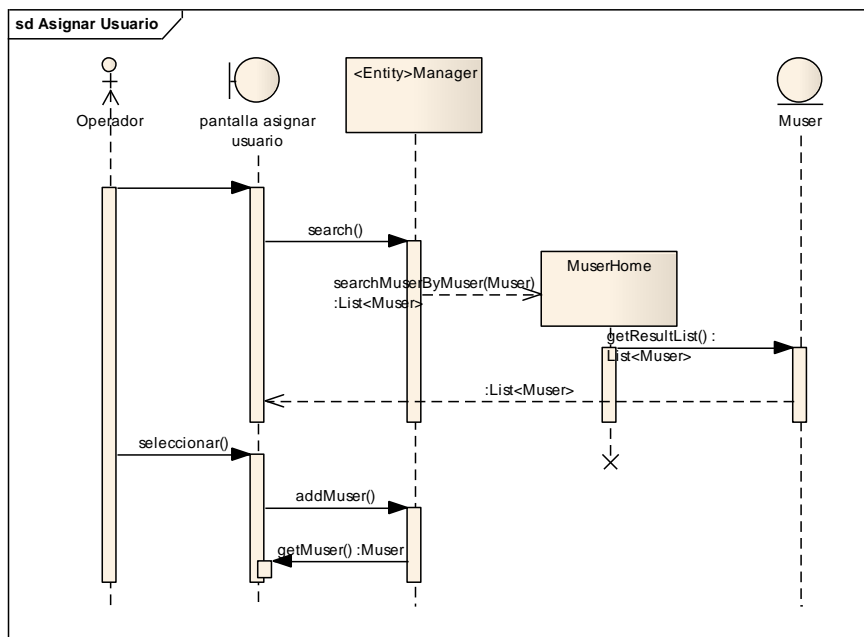 sd Asignar Usuario
Operador
pantalla asignar
usuario
<Entity>Manager
Muser
search()
MuserHome
searchMuserByMuser(Muser)
:List<Muser>
getResultList() :
List<Muser>
:List<Muser>
seleccionar()
addMuser()
getMuser() :Muser